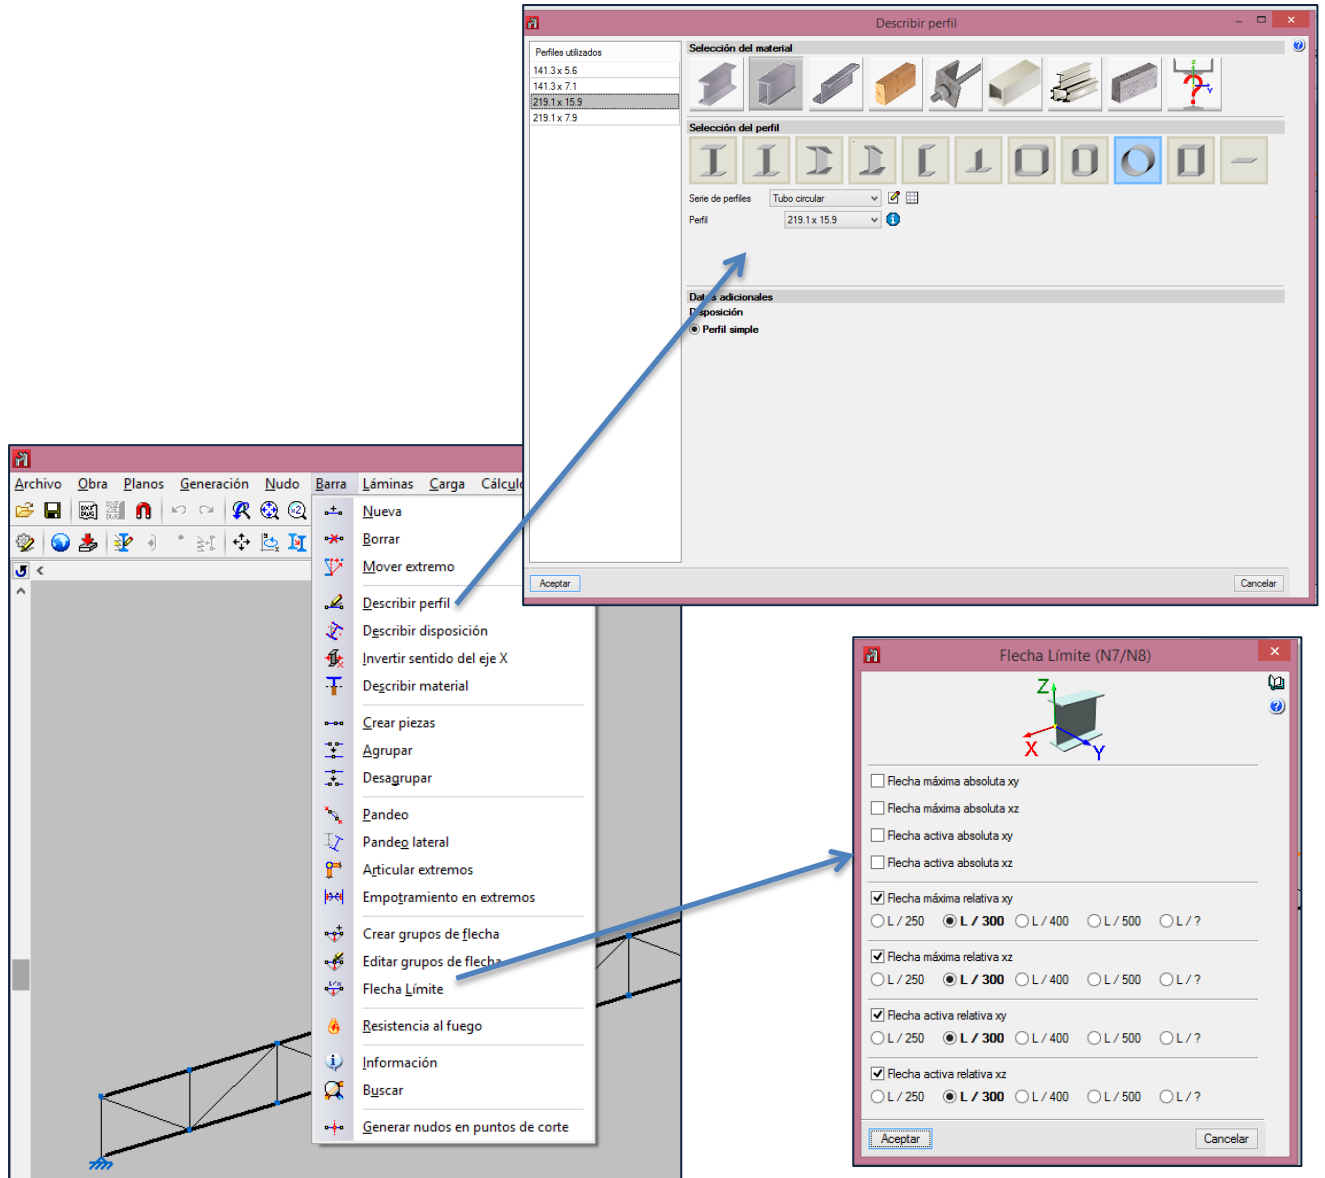 Describir perfil
Perfiles utilizados
141.3 x 5.6
141.3 x 7.1
219.1 x 15.9
219.1 x 7.9
Selección del material
Selección del perfil
Serie de perfiles Tubo circular
Perfil 219.1 x 15.9
Datos adicionales
Disposición
Perfil simple
Aceptar Cancelar
Archivo Obra Planos Generación Nudo Barra Láminas Carga Cálculo
Nueva
Borrar
Mover extremo
Describir perfil
Describir disposición
Invertir sentido del eje X
Describir material
Crear piezas
Agrupar
Desagrupar
Pandeo
Pandeo lateral
Articular extremos
Empotramiento en extremos
Crear grupos de flecha
Editar grupos de flecha
Flecha Límite
Resistencia al fuego
Información
Buscar
Generar nudos en puntos de corte
Flecha Límite (N7/N8)
Z
X
Y
Flecha máxima absoluta xy
Flecha máxima absoluta xz
Flecha activa absoluta xy
Flecha activa absoluta xz
Flecha máxima relativa xy
L / 250 L / 300 L / 400 L / 500 L / ?
Flecha máxima relativa xz
L / 250 L / 300 L / 400 L / 500 L / ?
Flecha activa relativa xy
L / 250 L / 300 L / 400 L / 500 L / ?
Flecha activa relativa xz
L / 250 L / 300 L / 400 L / 500 L / ?
Aceptar Cancelar